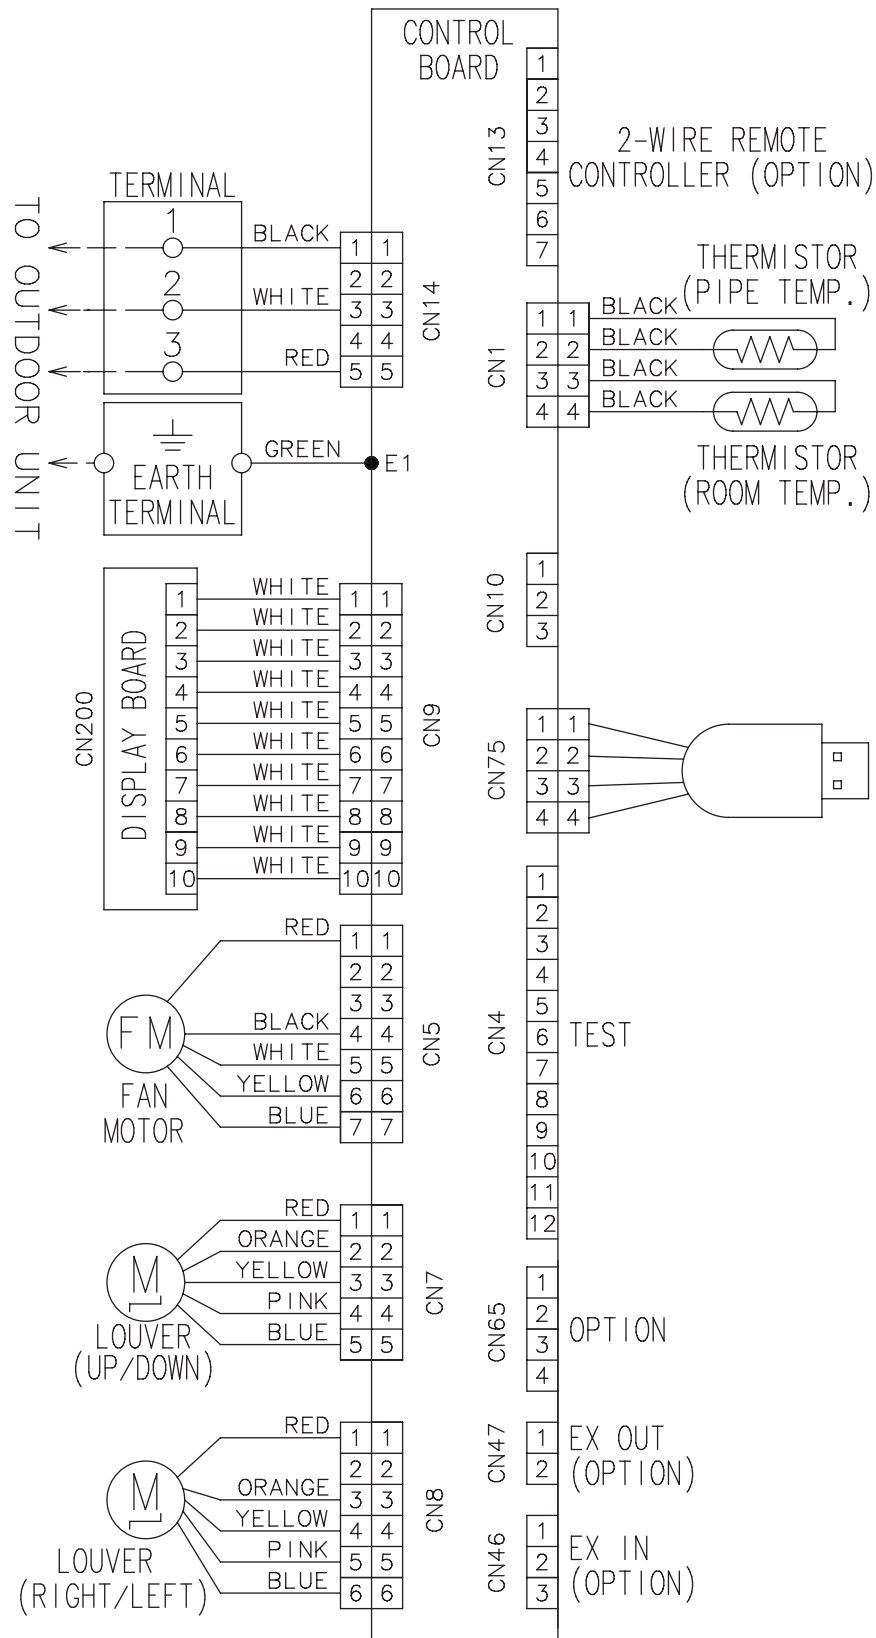 CONTROL
BOARD
CN13
1
2
3
4
5
6
7
2-WIRE REMOTE
CONTROLLER (OPTION)
TO OUTDOOR UNIT
TERMINAL
1
2
3
BLACK
WHITE
RED
1 1
2 2
3 3
4 4
5 5
CN14
EARTH
TERMINAL
GREEN
E1
CN1
1 1
2 2
3 3
4 4
BLACK
BLACK
BLACK
BLACK
THERMISTOR
(PIPE TEMP.)
THERMISTOR
(ROOM TEMP.)
CN10
1
2
3
CN200
DISPLAY BOARD
1 WHITE 1 1
2 WHITE 2 2
3 WHITE 3 3
4 WHITE 4 4
5 WHITE 5 5
6 WHITE 6 6
7 WHITE 7 7
8 WHITE 8 8
9 WHITE 9 9
10 WHITE 10 10
CN9
CN75
1 1
2 2
3 3
4 4
FM
FAN
MOTOR
RED 1 1
2 2
3 3
BLACK 4 4
WHITE 5 5
YELLOW 6 6
BLUE 7 7
CN5
CN4
1
2
3
4
5
6
7
8
9
10
11
12
TEST
M
LOUVER
(UP/DOWN)
RED 1 1
ORANGE 2 2
YELLOW 3 3
PINK 4 4
BLUE 5 5
CN7
CN65
1
2
3
4
OPTION
M
LOUVER
(RIGHT/LEFT)
RED 1 1
2 2
ORANGE 3 3
YELLOW 4 4
PINK 5 5
BLUE 6 6
CN8
CN47
1
2
EX OUT
(OPTION)
CN46
1
2
3
EX IN
(OPTION)